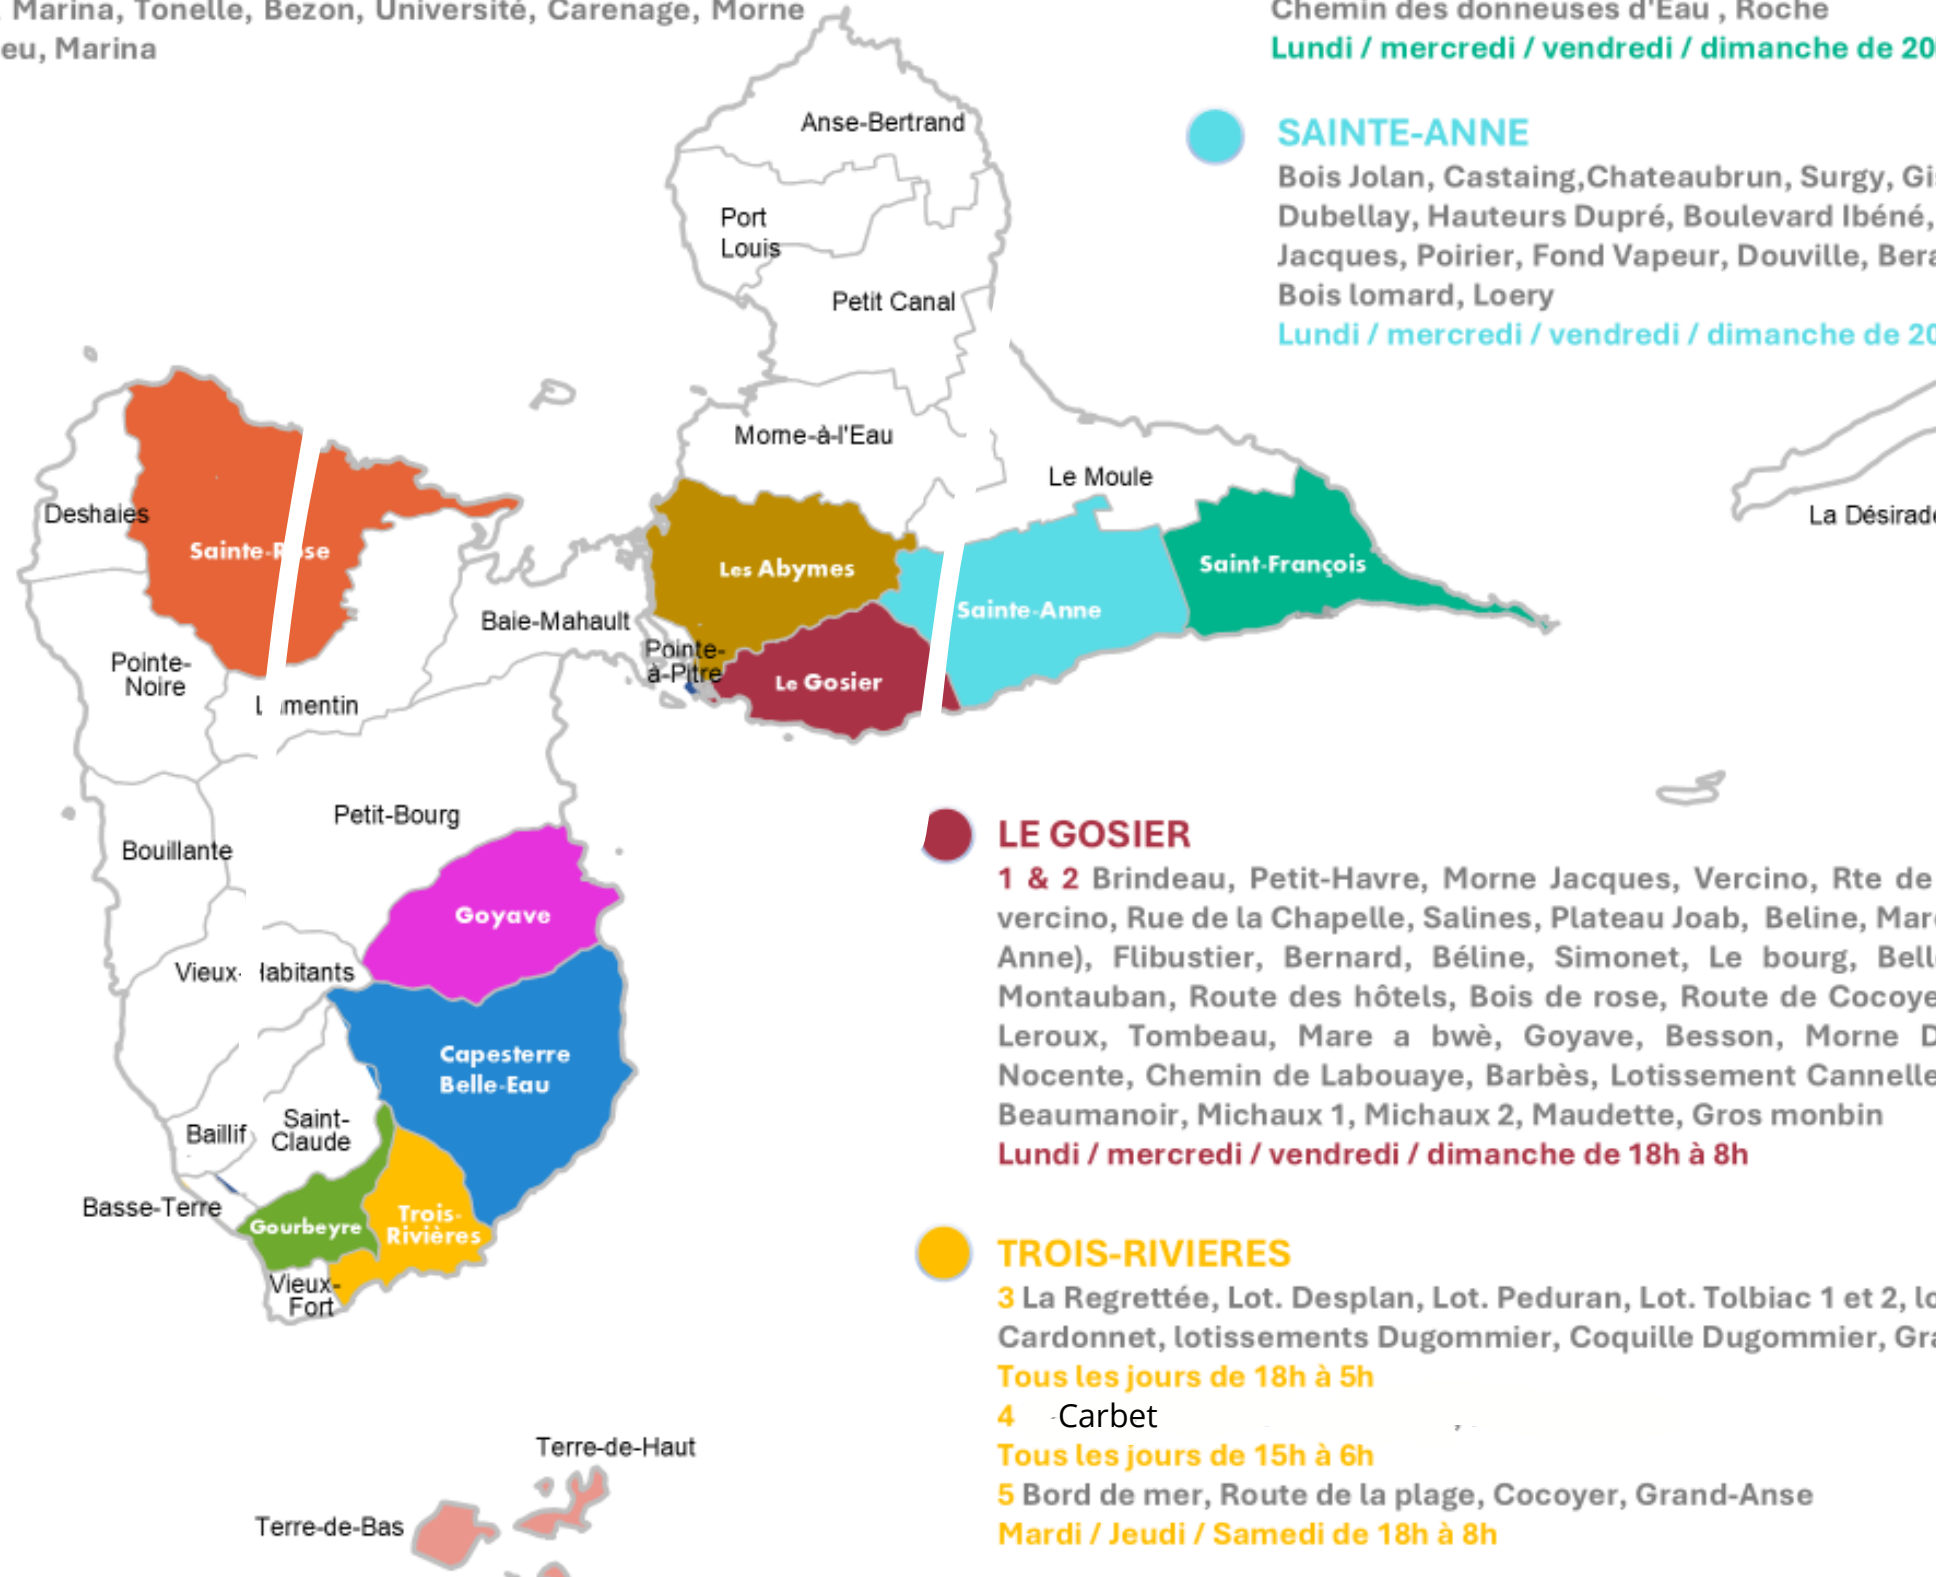 Marina, Tonelle, Bezon, Université, Carenage, Morne
eu, Marina
Chemin des donneuses d'Eau , Roche
Lundi / mercredi / vendredi / dimanche de 20
SAINTE-ANNE
Bois Jolan, Castaing,Chateaubrun, Surgy, Gi
Dubellay, Hauteurs Dupré, Boulevard Ibéné,
Jacques, Poirier, Fond Vapeur, Douville, Bera
Bois lomard, Loery
Lundi / mercredi / vendredi / dimanche de 20
Anse-Bertrand
Port
Louis
Petit Canal
Morne-à-l'Eau
Le Moule
La Désirade
Deshaies
Sainte-Rose
Les Abymes
Saint-François
Sainte-Anne
Baie-Mahault
Pointe-
à-Pitre
Le Gosier
Pointe-
Noire
L mentin
Petit-Bourg
Bouillante
Goyave
Vieux- Habitants
Capesterre
Belle-Eau
Saint-
Claude
Baillif
Basse-Terre
Gourbeyre
Trois-
Rivières
Vieux-
Fort
Terre-de-Haut
Terre-de-Bas
LE GOSIER
1 & 2 Brindeau, Petit-Havre, Morne Jacques, Vercino, Rte de
vercino, Rue de la Chapelle, Salines, Plateau Joab, Beline, Mar
Anne), Flibustier, Bernard, Béline, Simonet, Le bourg, Bell
Montauban, Route des hôtels, Bois de rose, Route de Cocoye
Leroux, Tombeau, Mare a bwè, Goyave, Besson, Morne D
Nocente, Chemin de Labouaye, Barbès, Lotissement Cannelle
Beaumanoir, Michaux 1, Michaux 2, Maudette, Gros monbin
Lundi / mercredi / vendredi / dimanche de 18h à 8h
TROIS-RIVIERES
3 La Regrettée, Lot. Desplan, Lot. Peduran, Lot. Tolbiac 1 et 2, lo
Cardonnet, lotissements Dugommier, Coquille Dugommier, Gra
Tous les jours de 18h à 5h
4 Carbet
Tous les jours de 15h à 6h
5 Bord de mer, Route de la plage, Cocoyer, Grand-Anse
Mardi / Jeudi / Samedi de 18h à 8h